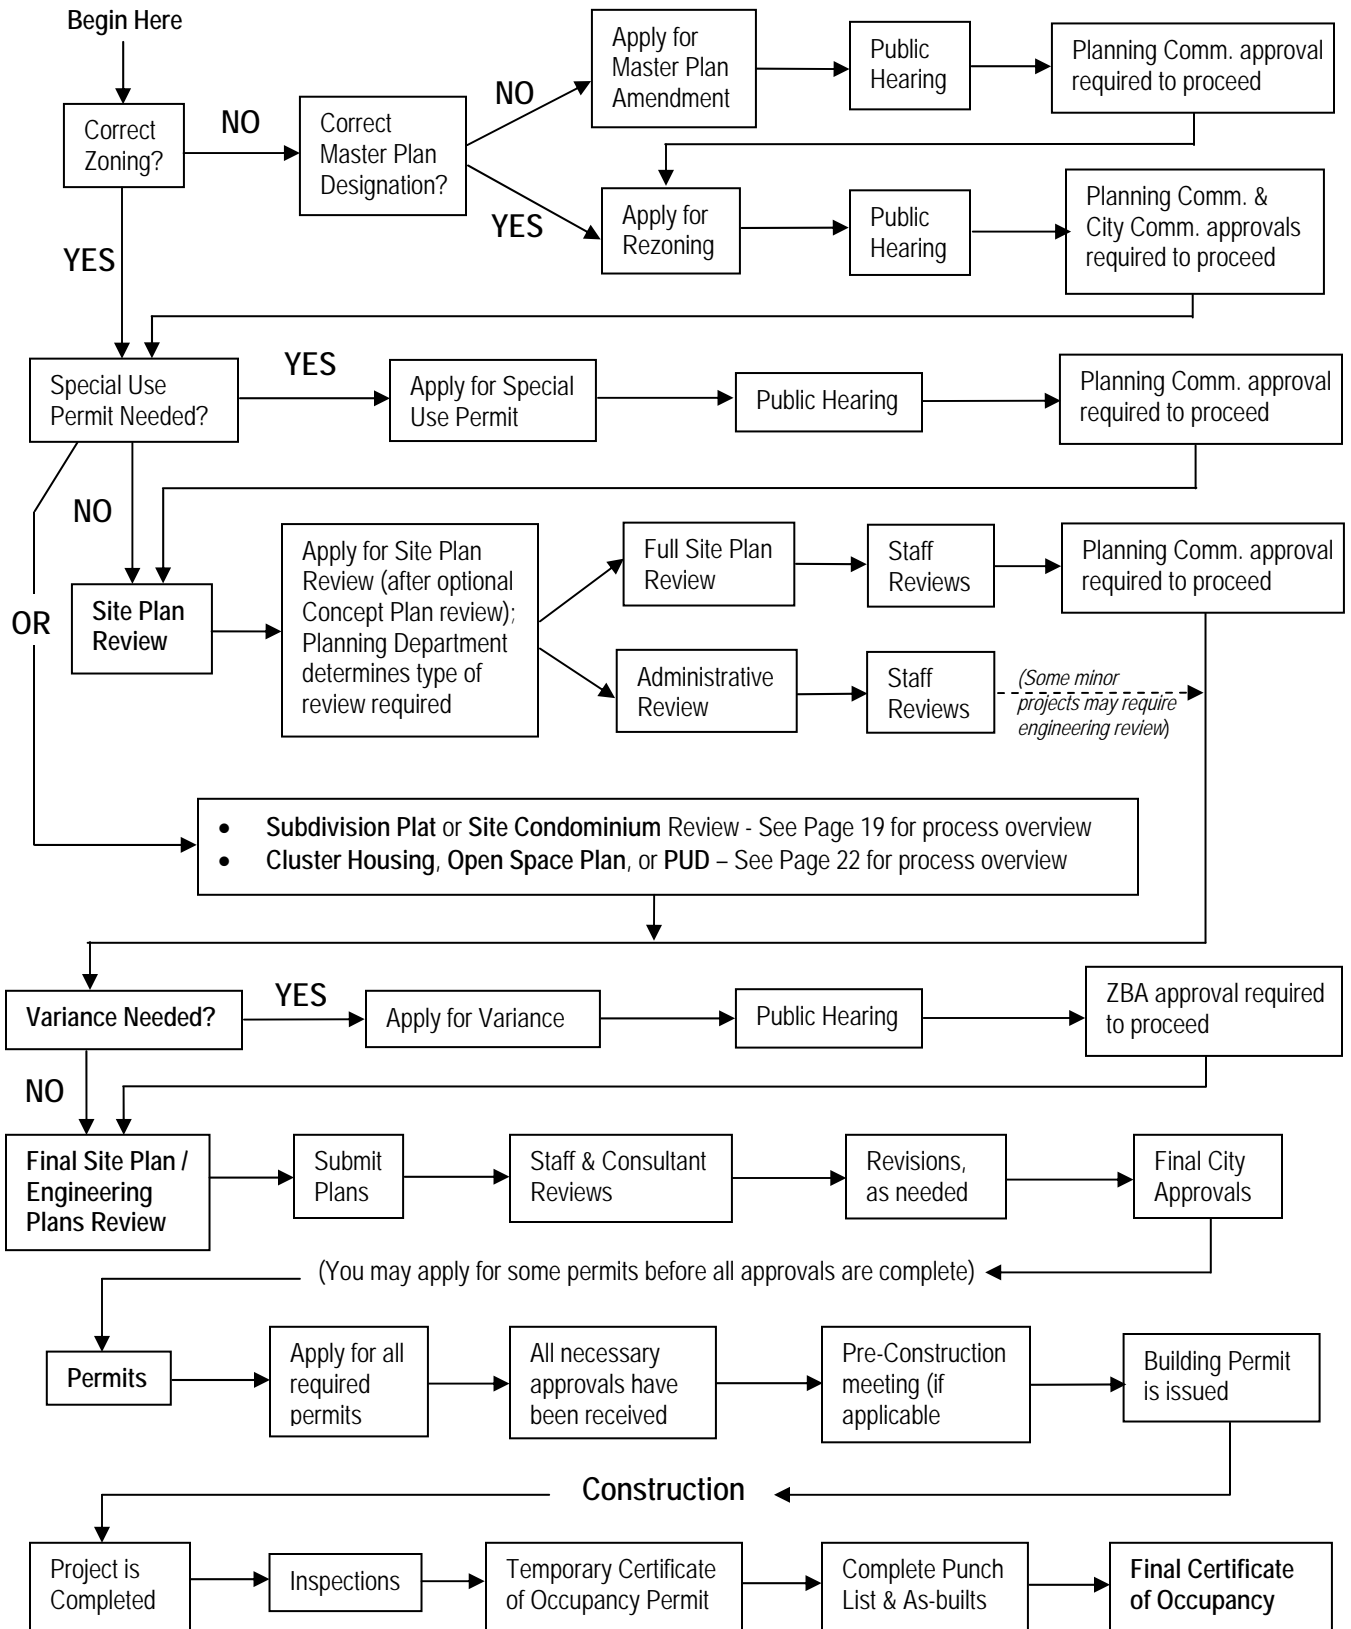 Begin Here
Correct
Zoning?
NO
Correct
Master Plan
Designation?
NO
Apply for
Master Plan
Amendment
Public
Hearing
Planning Comm. approval
required to proceed
YES
Apply for
Rezoning
Public
Hearing
Planning Comm. &
City Comm. approvals
required to proceed
YES
Special Use
Permit Needed?
YES
Apply for Special
Use Permit
Public Hearing
Planning Comm. approval
required to proceed
NO
OR
Site Plan
Review
Apply for Site Plan
Review (after optional
Concept Plan review);
Planning Department
determines type of
review required
Full Site Plan
Review
Staff
Reviews
Planning Comm. approval
required to proceed
Administrative
Review
Staff
Reviews
(Some minor
projects may require
engineering review)
• Subdivision Plat or Site Condominium Review - See Page 19 for process overview
• Cluster Housing, Open Space Plan, or PUD – See Page 22 for process overview
Variance Needed?
YES
Apply for Variance
Public Hearing
ZBA approval required
to proceed
NO
Final Site Plan /
Engineering
Plans Review
Submit
Plans
Staff & Consultant
Reviews
Revisions,
as needed
Final City
Approvals
(You may apply for some permits before all approvals are complete)
Permits
Apply for all
required
permits
All necessary
approvals have
been received
Pre-Construction
meeting (if
applicable
Building Permit
is issued
Construction
Project is
Completed
Inspections
Temporary Certificate
of Occupancy Permit
Complete Punch
List & As-builts
Final Certificate
of Occupancy